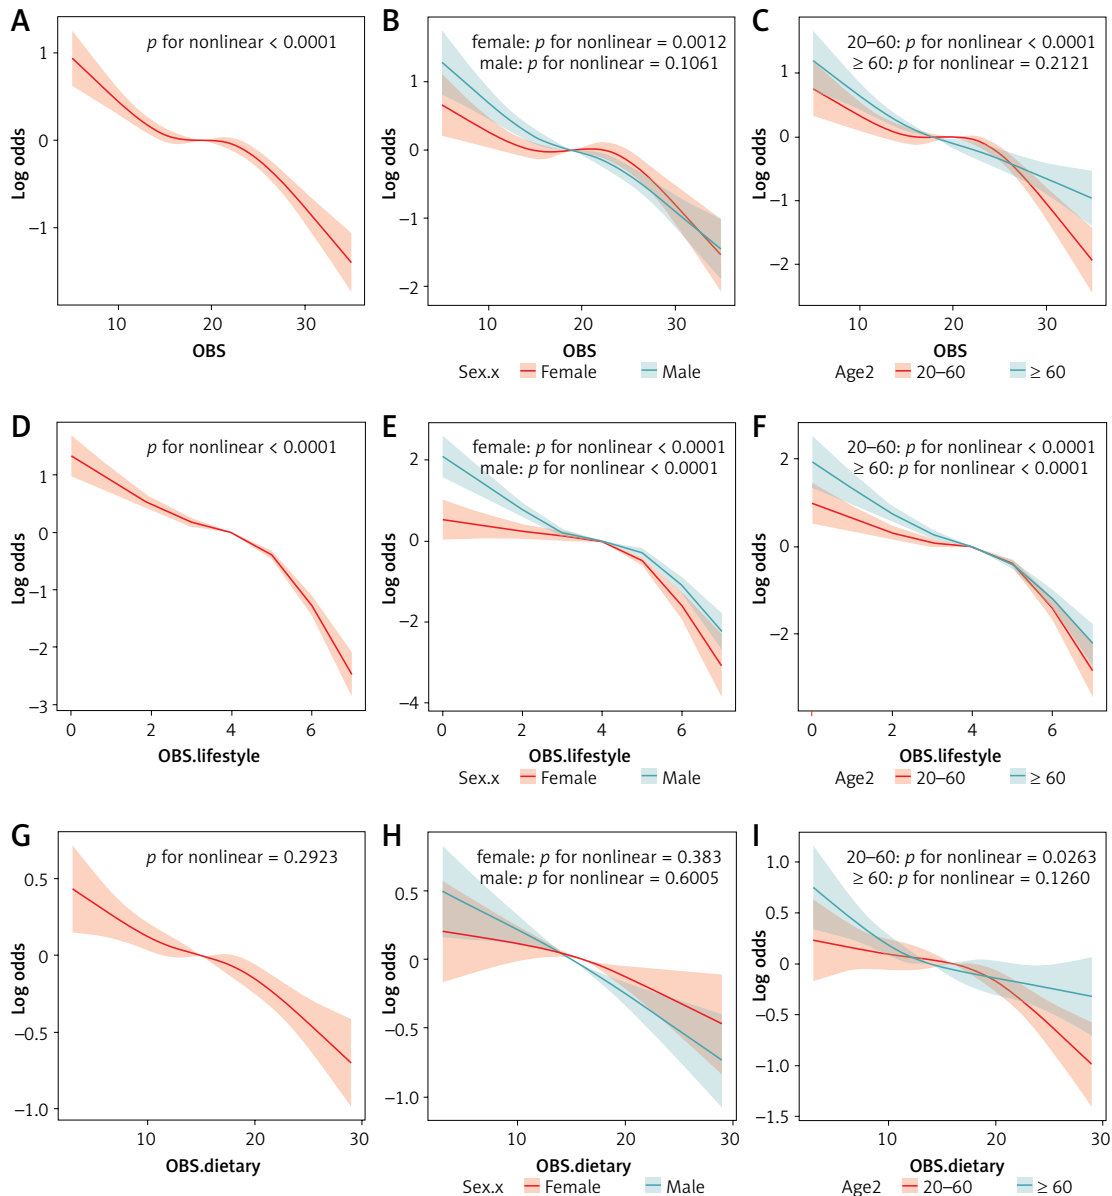 A
p for nonlinear < 0.0001
Log odds
1
0
−1
10
20
30
OBS
B
female: p for nonlinear = 0.0012
male: p for nonlinear = 0.1061
Log odds
1
0
−1
−2
10
20
30
OBS
Sex.x Female Male
C
20–60: p for nonlinear < 0.0001
≥ 60: p for nonlinear = 0.2121
Log odds
1
0
−1
−2
10
20
30
OBS
Age2 20–60 ≥ 60
D
p for nonlinear < 0.0001
Log odds
1
0
−1
−2
−3
0
2
4
6
OBS.lifestyle
E
female: p for nonlinear < 0.0001
male: p for nonlinear < 0.0001
Log odds
2
0
−2
−4
0
2
4
6
OBS.lifestyle
Sex.x Female Male
F
20–60: p for nonlinear < 0.0001
≥ 60: p for nonlinear < 0.0001
Log odds
2
0
−2
0
2
4
6
OBS.lifestyle
Age2 20–60 ≥ 60
G
p for nonlinear = 0.2923
Log odds
0.5
0
−0.5
−1.0
10
20
30
OBS.dietary
H
female: p for nonlinear = 0.383
male: p for nonlinear = 0.6005
Log odds
0.5
0
−0.5
−1.0
10
20
30
OBS.dietary
Sex.x Female Male
I
20–60: p for nonlinear = 0.0263
≥ 60: p for nonlinear = 0.1260
Log odds
1.0
0.5
0
−0.5
−1.0
−1.5
10
20
30
OBS.dietary
Age2 20–60 ≥ 60